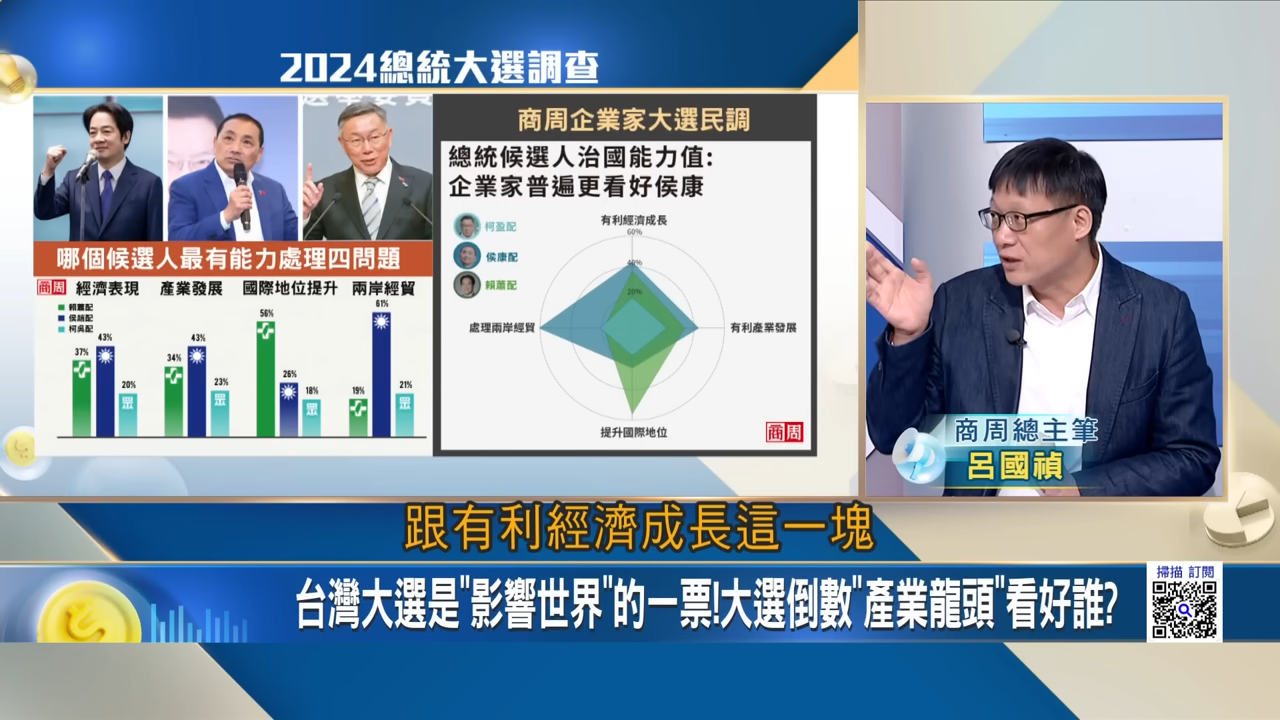 2024總統大選調查
選舉委員
哪個候選人最有能力處理四問題
商周
經濟表現 產業發展 國際地位提升 兩岸經貿
賴蕭配
侯趙配
柯吳配
37% 43% 20%
34% 43% 23%
56% 26% 18%
19% 61% 21%
眾 眾 眾 眾
商周企業家大選民調
總統候選人治國能力值:
企業家普遍更看好侯康
柯盈配
侯康配
賴蕭配
有利經濟成長
60%
40%
20%
處理兩岸經貿
有利產業發展
提升國際地位
商周
商周總主筆
呂國禎
跟有利經濟成長這一塊
台灣大選是"影響世界"的一票!大選倒數"產業龍頭"看好誰?
掃描 訂閱